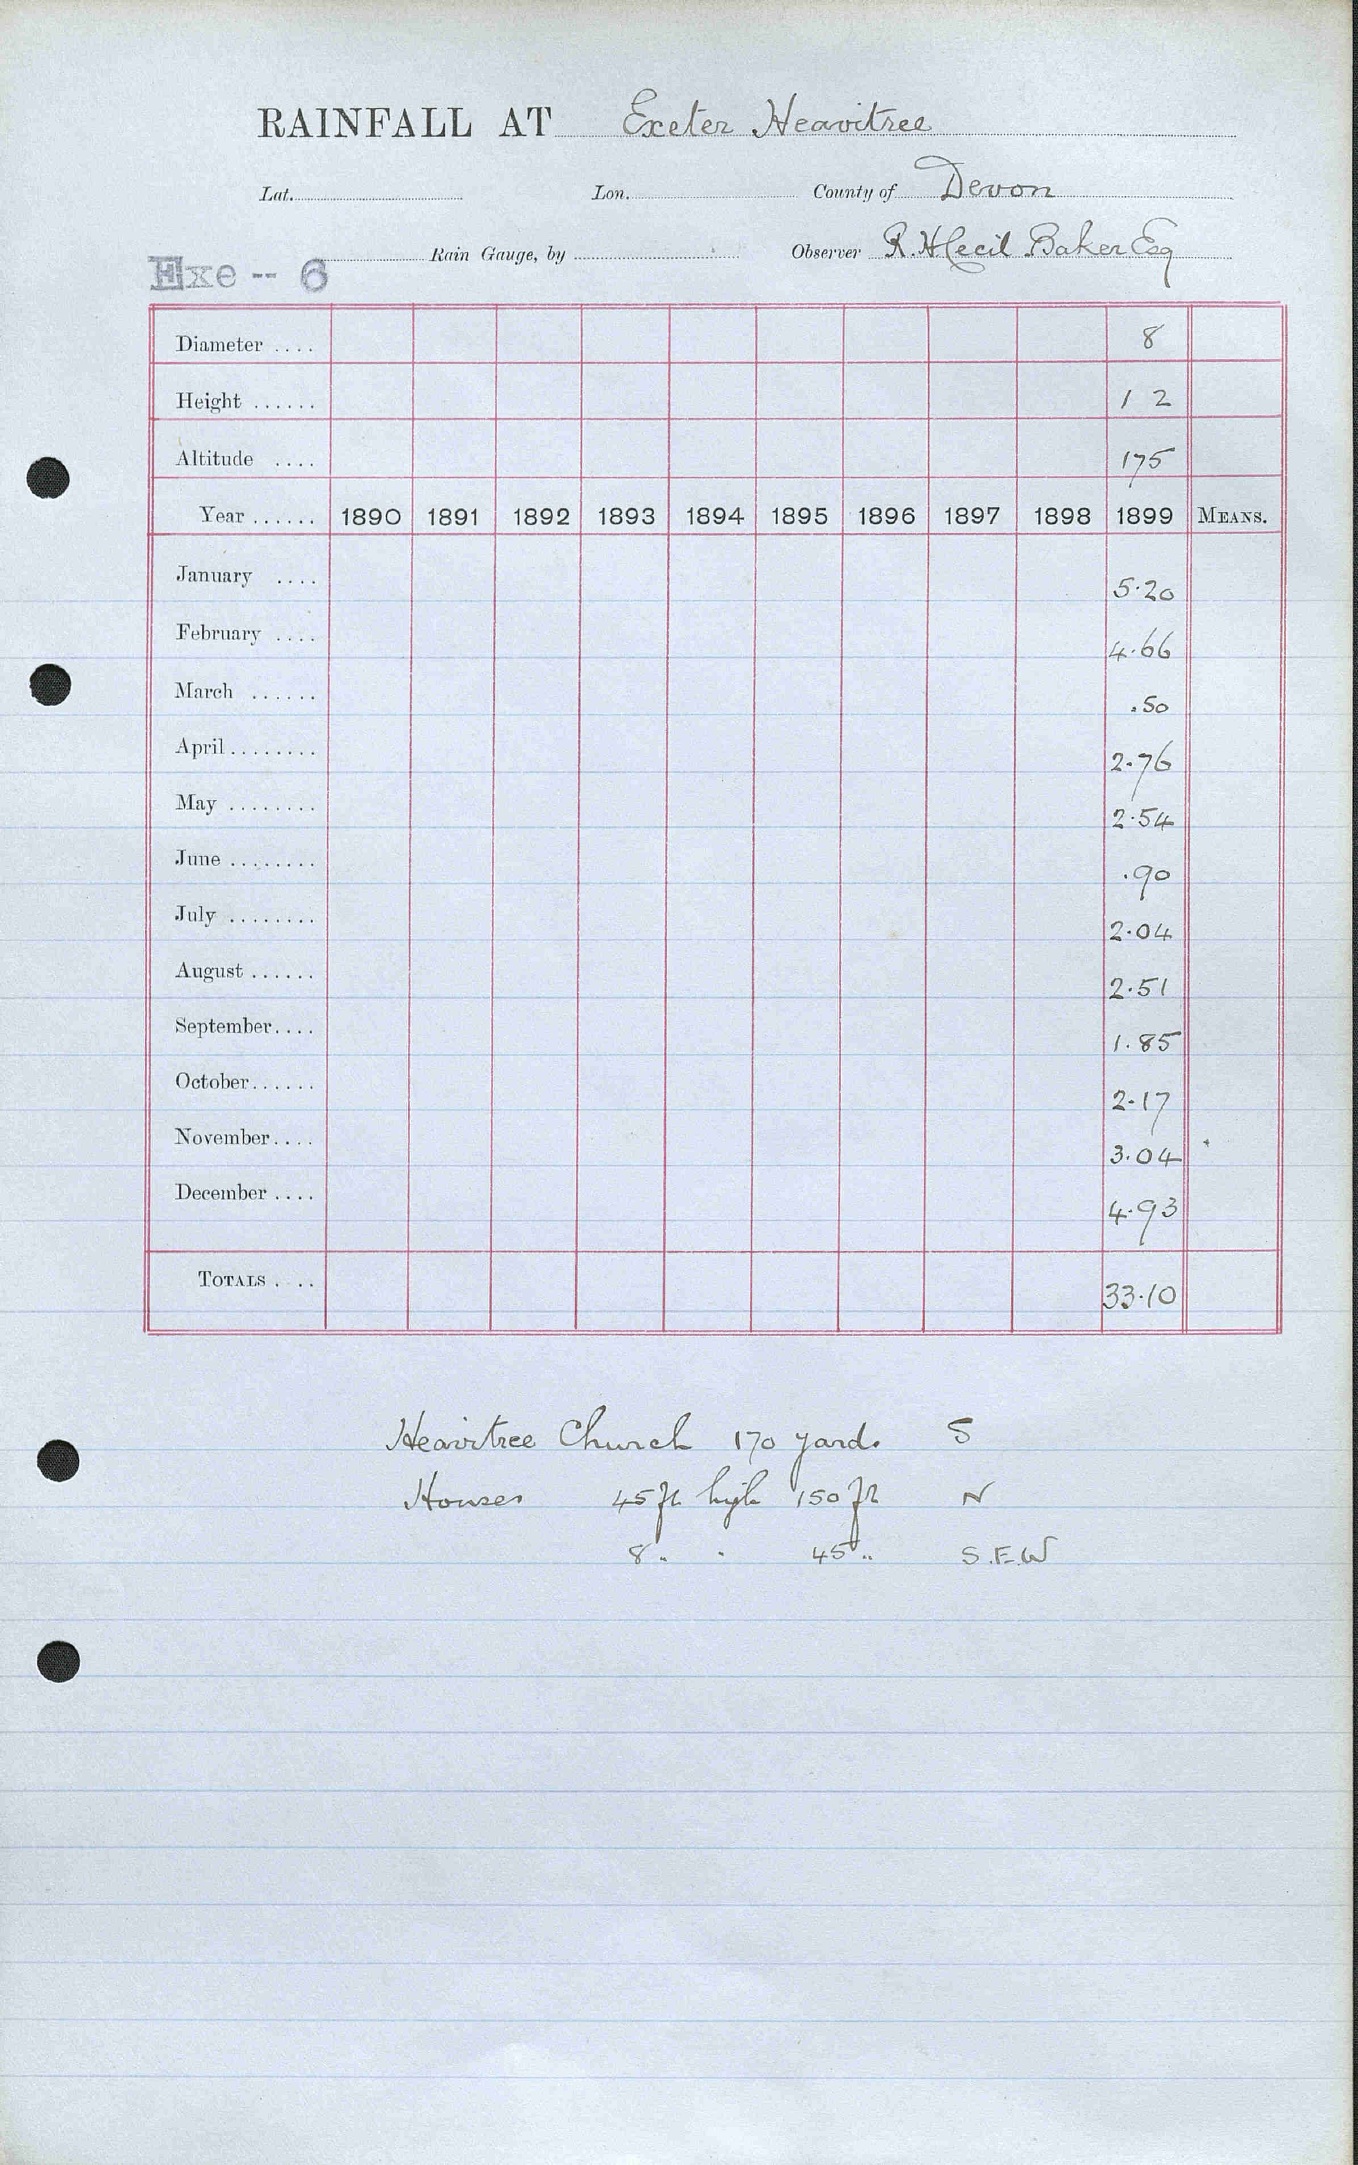 RAINFALL AT Exeter Heavitree
Lat. Lon. County of Devon
Rain Gauge, by Observer R. H. Cecil Baker Esq
Exe -- 6
Diameter .... 8
Height ...... 1 2
Altitude .... 175
Year ...... 1890 1891 1892 1893 1894 1895 1896 1897 1898 1899 MEANS.
January .... 5.20
February .... 4.66
March ...... .50
April ........ 2.76
May ........ 2.54
June ........ .90
July ........ 2.04
August ...... 2.51
September .... 1.85
October ...... 2.17
November .... 3.04
December .... 4.93
TOTALS .... 33.10
Heavitree Church 170 yards S
Houses 45 ft high 150 ft N
8 " " 45 " S.E.W